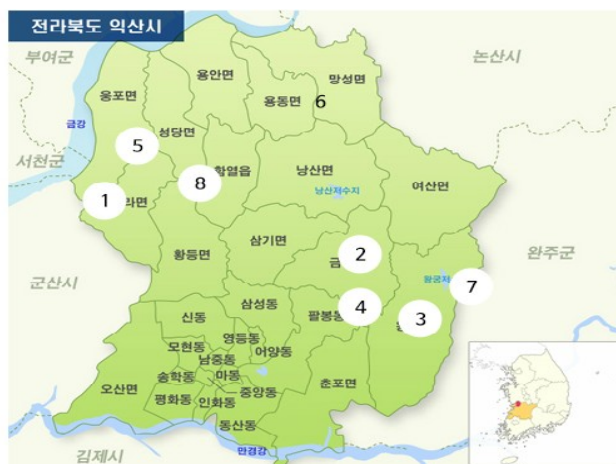 전라북도 익산시
부여군
논산시
용안면
망성면
웅포면
용동면
6
금강
성당면
5
서천군
함열읍
낭산면
여산면
8
낭산저수지
1
라면
삼기면
2
완주군
황등면
금
왕궁저
7
군산시
삼성동
4
팔봉동
3
신동
영등동
모현동
어양동
남중동
송학동
마동
오산면
중앙동
춘포면
평화동
인화동
동산동
만경강
김제시